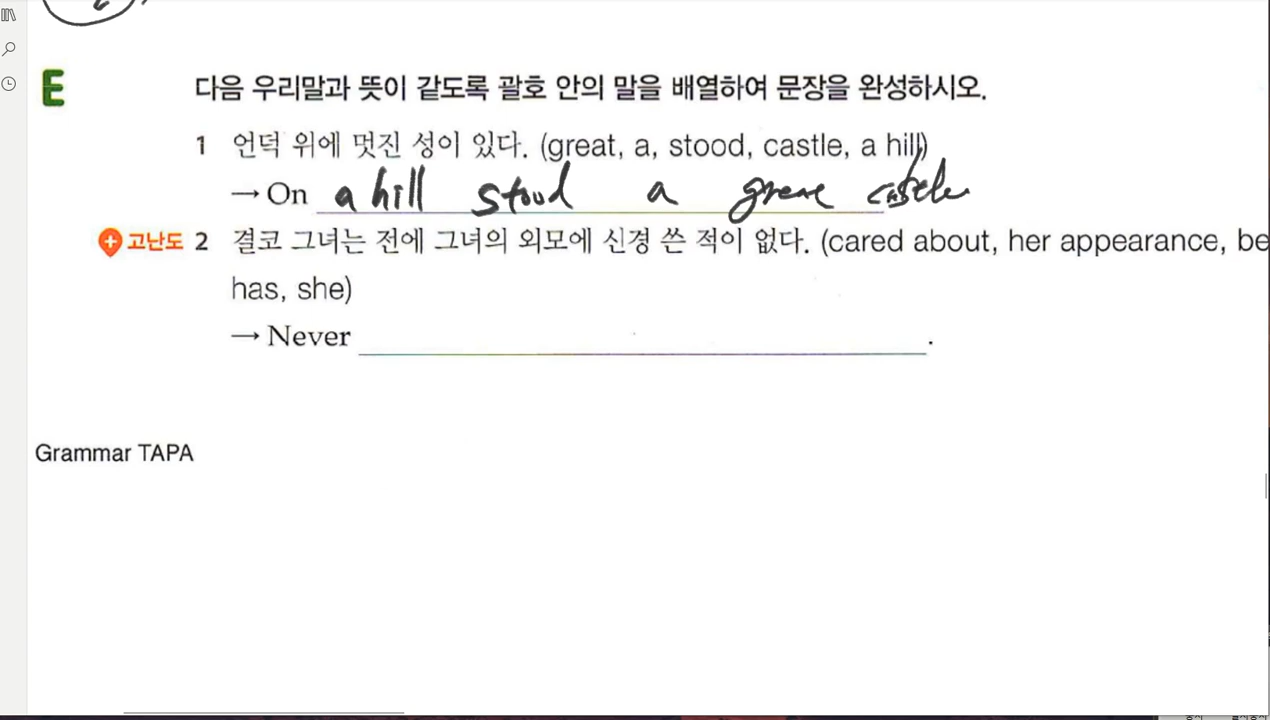 E 다음 우리말과 뜻이 같도록 괄호 안의 말을 배열하여 문장을 완성하시오.
1 언덕 위에 멋진 성이 있다. (great, a, stood, castle, a hill)
→ On a hill stood a great castle
고난도 2 결코 그녀는 전에 그녀의 외모에 신경 쓴 적이 없다. (cared about, her appearance, be
has, she)
→ Never .
Grammar TAPA